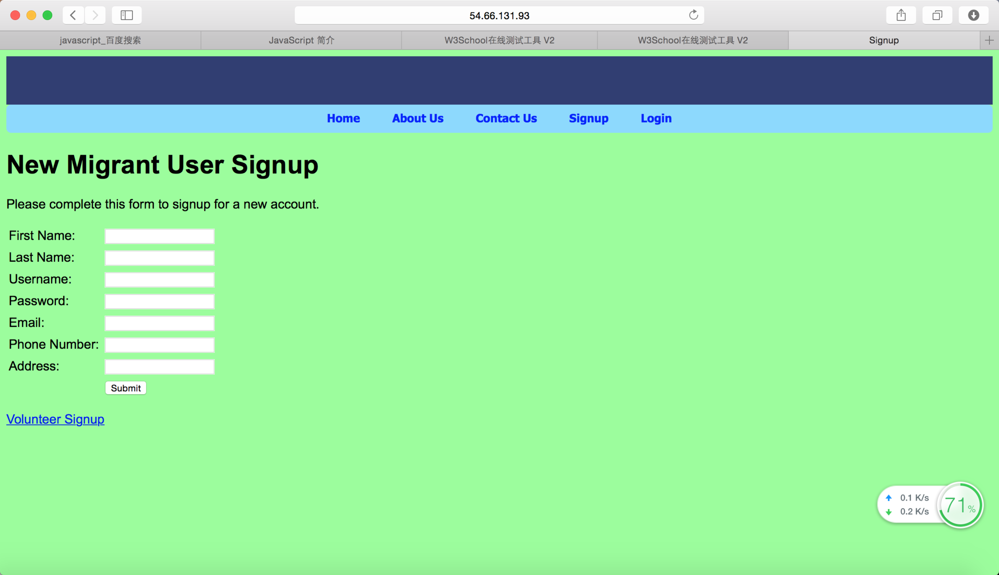 54.66.131.93
javascript_百度搜索 JavaScript 简介 W3School在线测试工具 V2 W3School在线测试工具 V2 Signup
Home About Us Contact Us Signup Login
New Migrant User Signup
Please complete this form to signup for a new account.
First Name:
Last Name:
Username:
Password:
Email:
Phone Number:
Address:
Submit
Volunteer Signup
0.1 K/s
0.2 K/s
71%